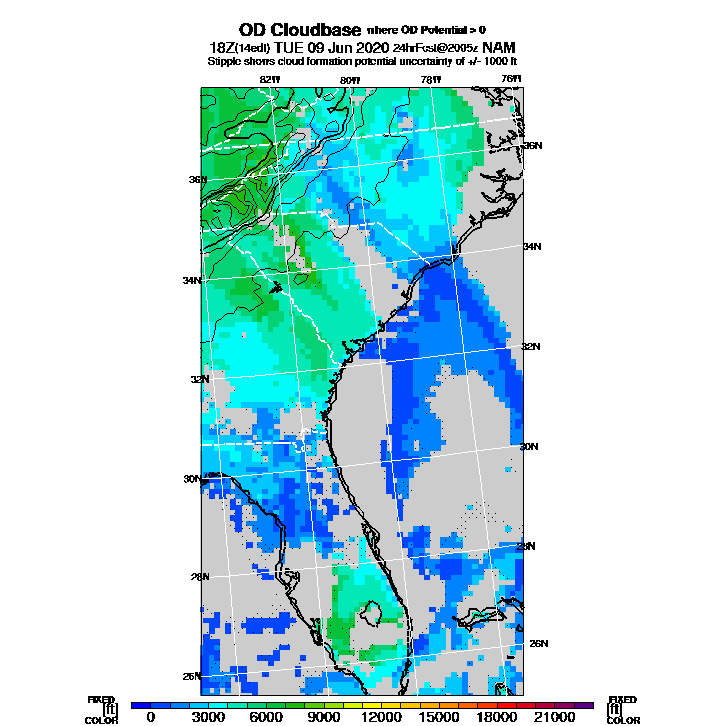 OD Cloudbase where OD Potential > 0
18Z(14edt) TUE 09 Jun 2020 24hrFcst@2005z NAM
Stipple shows cloud formation potential uncertainty of +/- 1000 ft
82W 80W 78W 76W
36N 36N
34N 34N
32N 32N
30N 30N
28N 28N
26N 26N
FIXED FIXED
[ft] 0 3000 6000 9000 12000 15000 18000 21000 [ft]
COLOR COLOR